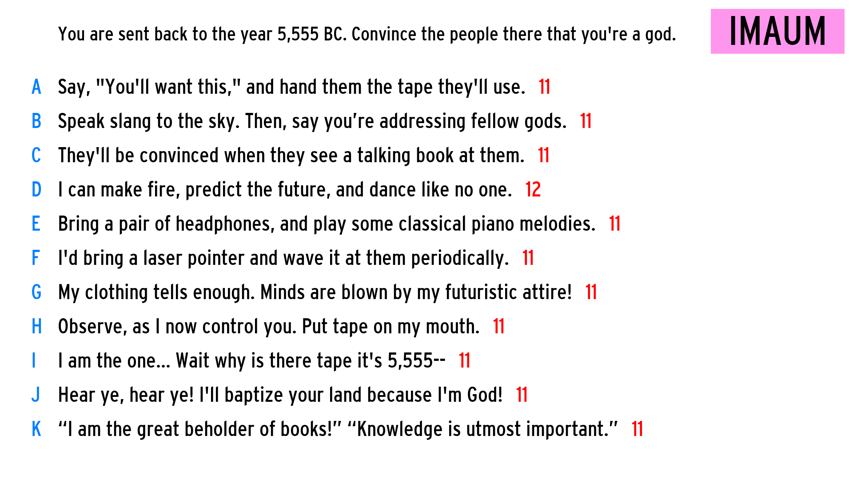 You are sent back to the year 5,555 BC. Convince the people there that you're a god.
IMAUM
A Say, "You'll want this," and hand them the tape they'll use. 11
B Speak slang to the sky. Then, say you’re addressing fellow gods. 11
C They'll be convinced when they see a talking book at them. 11
D I can make fire, predict the future, and dance like no one. 12
E Bring a pair of headphones, and play some classical piano melodies. 11
F I'd bring a laser pointer and wave it at them periodically. 11
G My clothing tells enough. Minds are blown by my futuristic attire! 11
H Observe, as I now control you. Put tape on my mouth. 11
I I am the one... Wait why is there tape it's 5,555-- 11
J Hear ye, hear ye! I'll baptize your land because I'm God! 11
K “I am the great beholder of books!” “Knowledge is utmost important.” 11